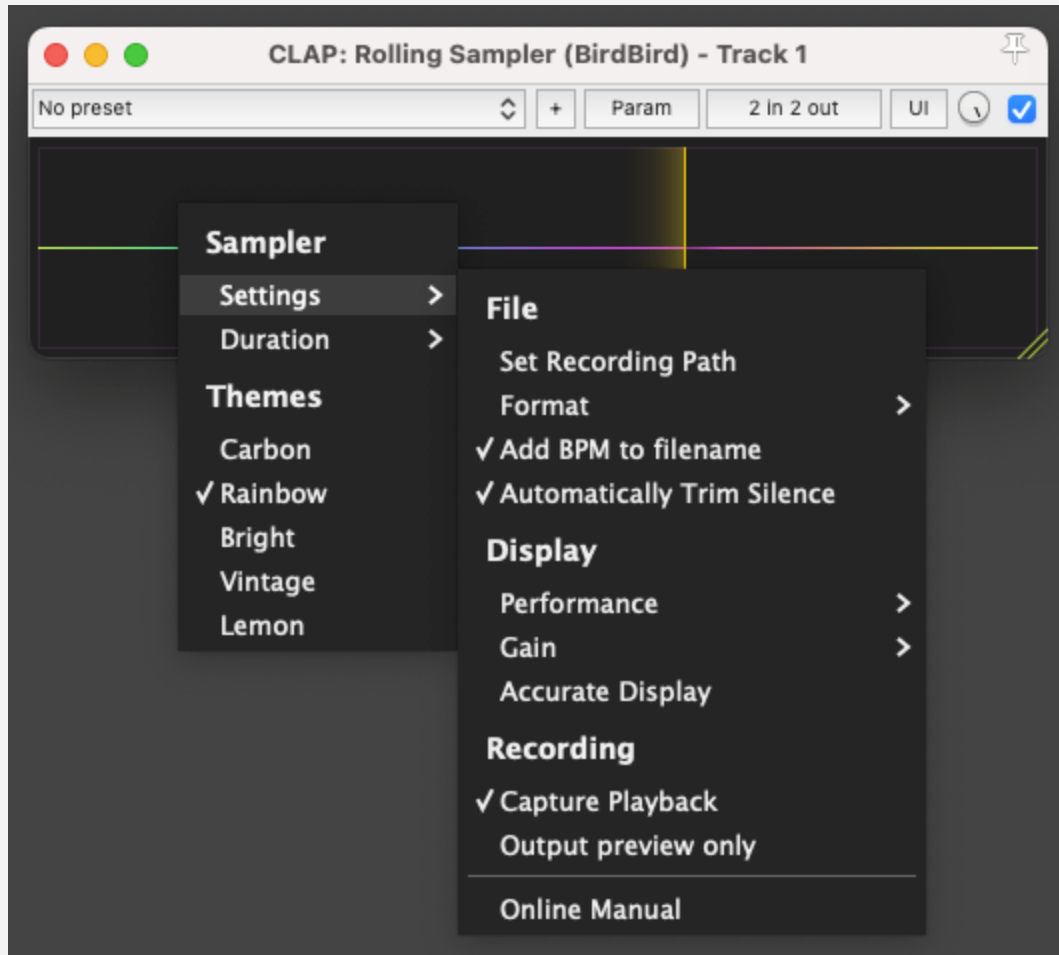 CLAP: Rolling Sampler (BirdBird) - Track 1
No preset
+
Param
2 in 2 out
UI
Sampler
Settings
Duration
Themes
Carbon
✓ Rainbow
Bright
Vintage
Lemon
File
Set Recording Path
Format
✓ Add BPM to filename
✓ Automatically Trim Silence
Display
Performance
Gain
Accurate Display
Recording
✓ Capture Playback
Output preview only
Online Manual